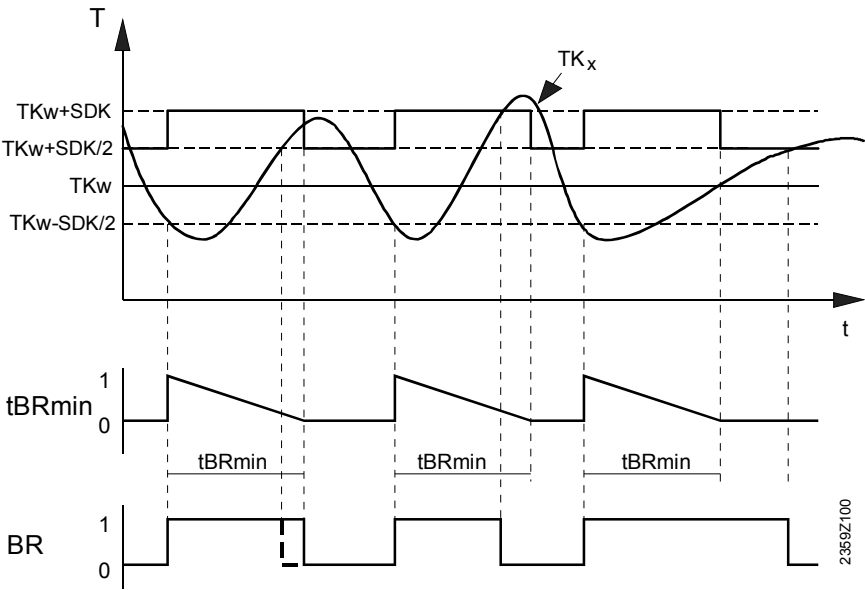 T
TKx
TKw+SDK
TKw+SDK/2
TKw
TKw-SDK/2
t
1
tBRmin
0
tBRmin tBRmin tBRmin
1
BR
0
2359Z100